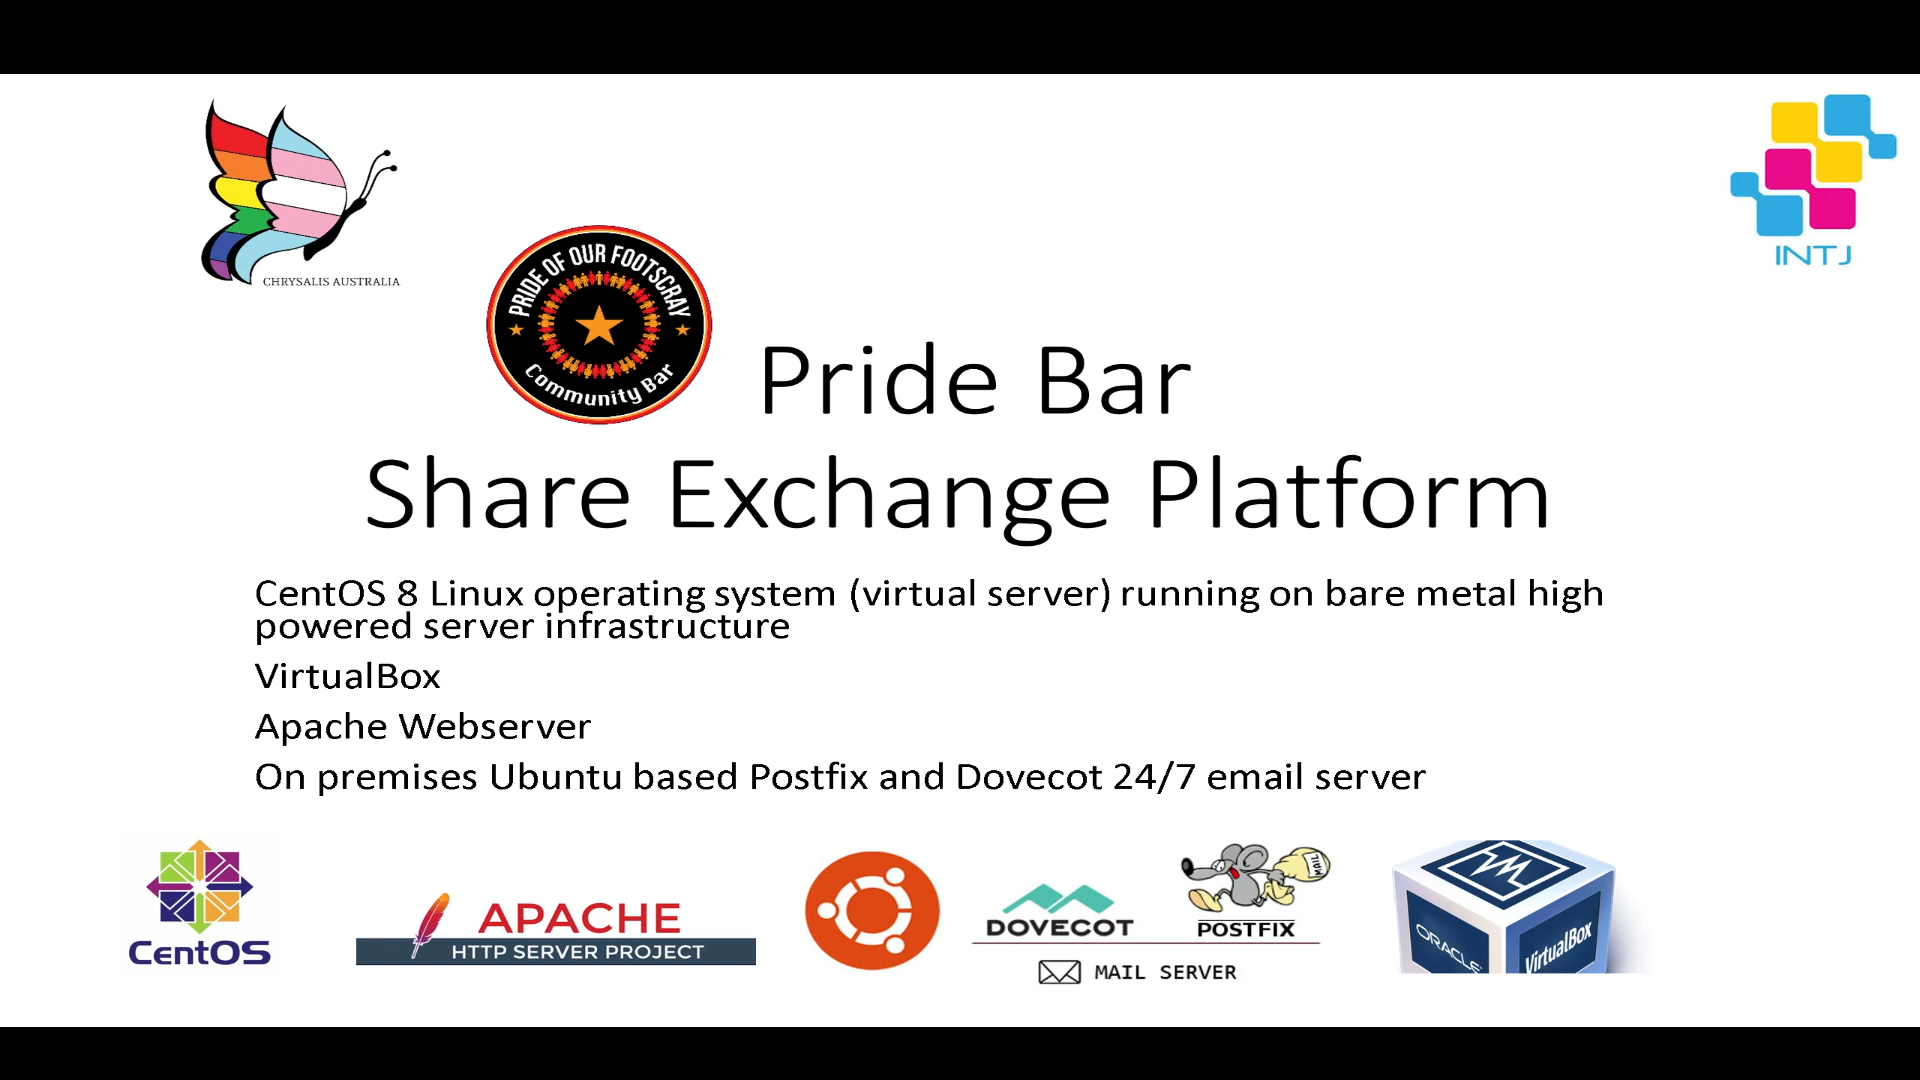 CHRYSALIS AUSTRALIA
INTJ
PRIDE OF OUR FOOTSCRAY
Community Bar
Pride Bar
Share Exchange Platform
CentOS 8 Linux operating system (virtual server) running on bare metal high
powered server infrastructure
VirtualBox
Apache Webserver
On premises Ubuntu based Postfix and Dovecot 24/7 email server
CentOS
APACHE
HTTP SERVER PROJECT
DOVECOT
MAIL
POSTFIX
MAIL SERVER
ORACLE
VirtualBox